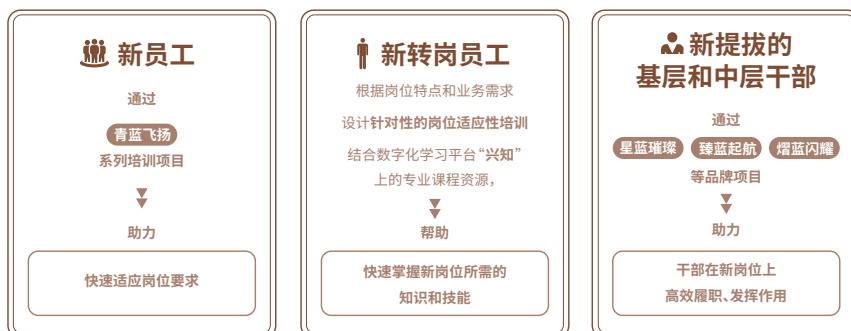 新员工
通过
青蓝飞扬
系列培训项目
助力
快速适应岗位要求
新转岗员工
根据岗位特点和业务需求
设计针对性的岗位适应性培训
结合数字化学习平台“兴知”
上的专业课程资源，
帮助
快速掌握新岗位所需的
知识和技能
新提拔的
基层和中层干部
通过
星蓝璀璨 臻蓝起航 熠蓝闪耀
等品牌项目
助力
干部在新岗位上
高效履职、发挥作用